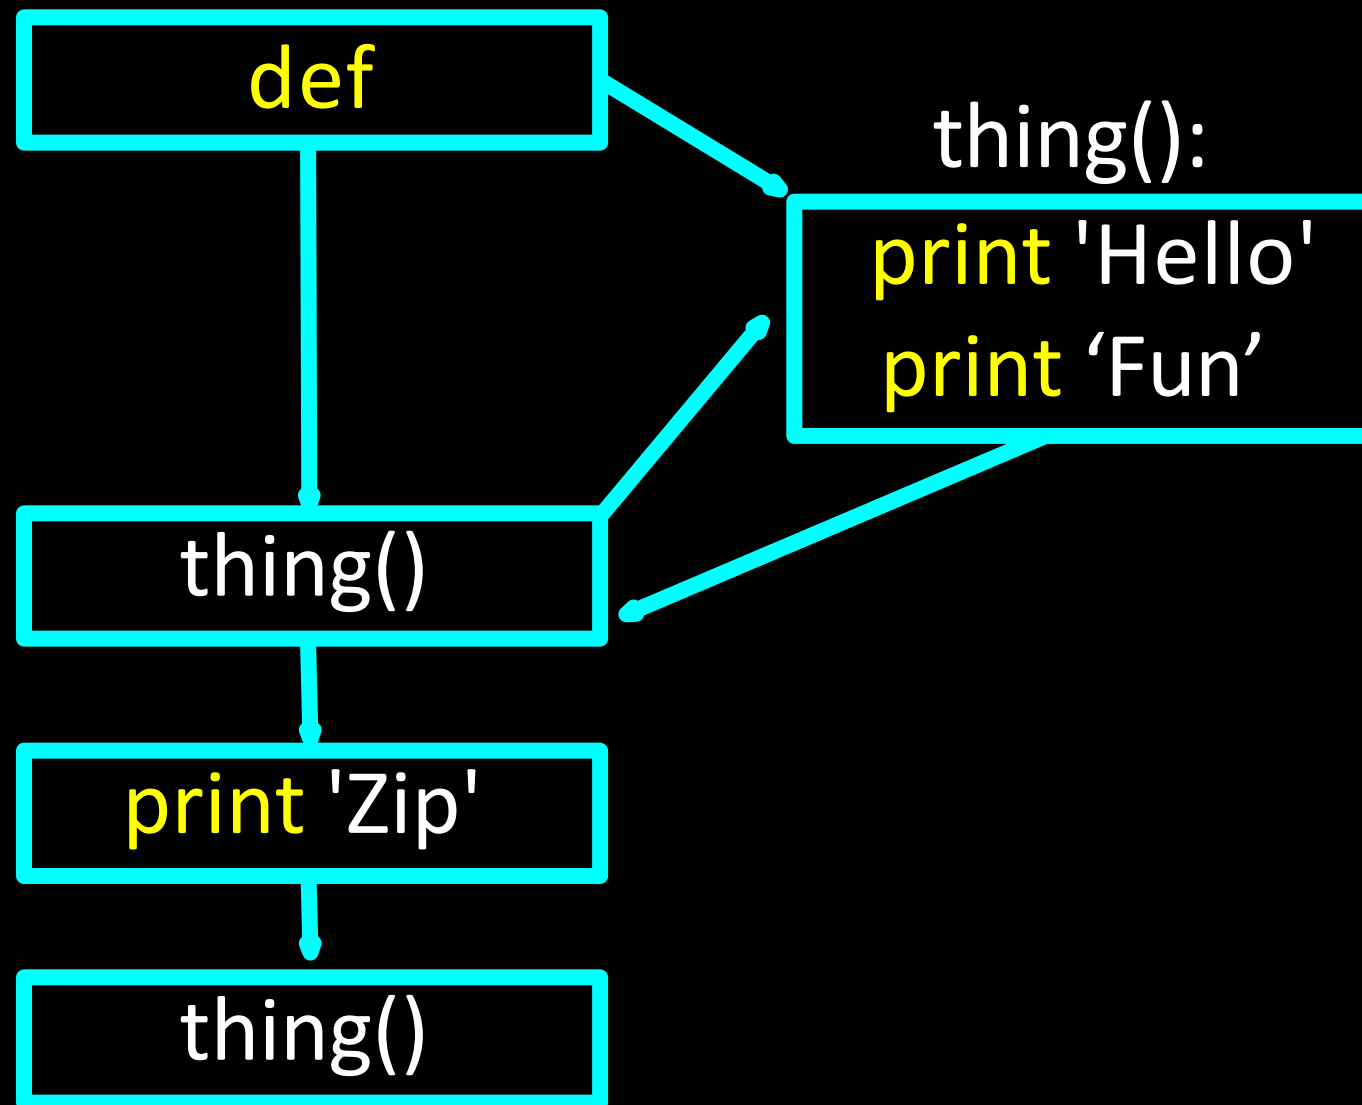 def
thing():
print 'Hello'
print ‘Fun’
thing()
print 'Zip'
thing()